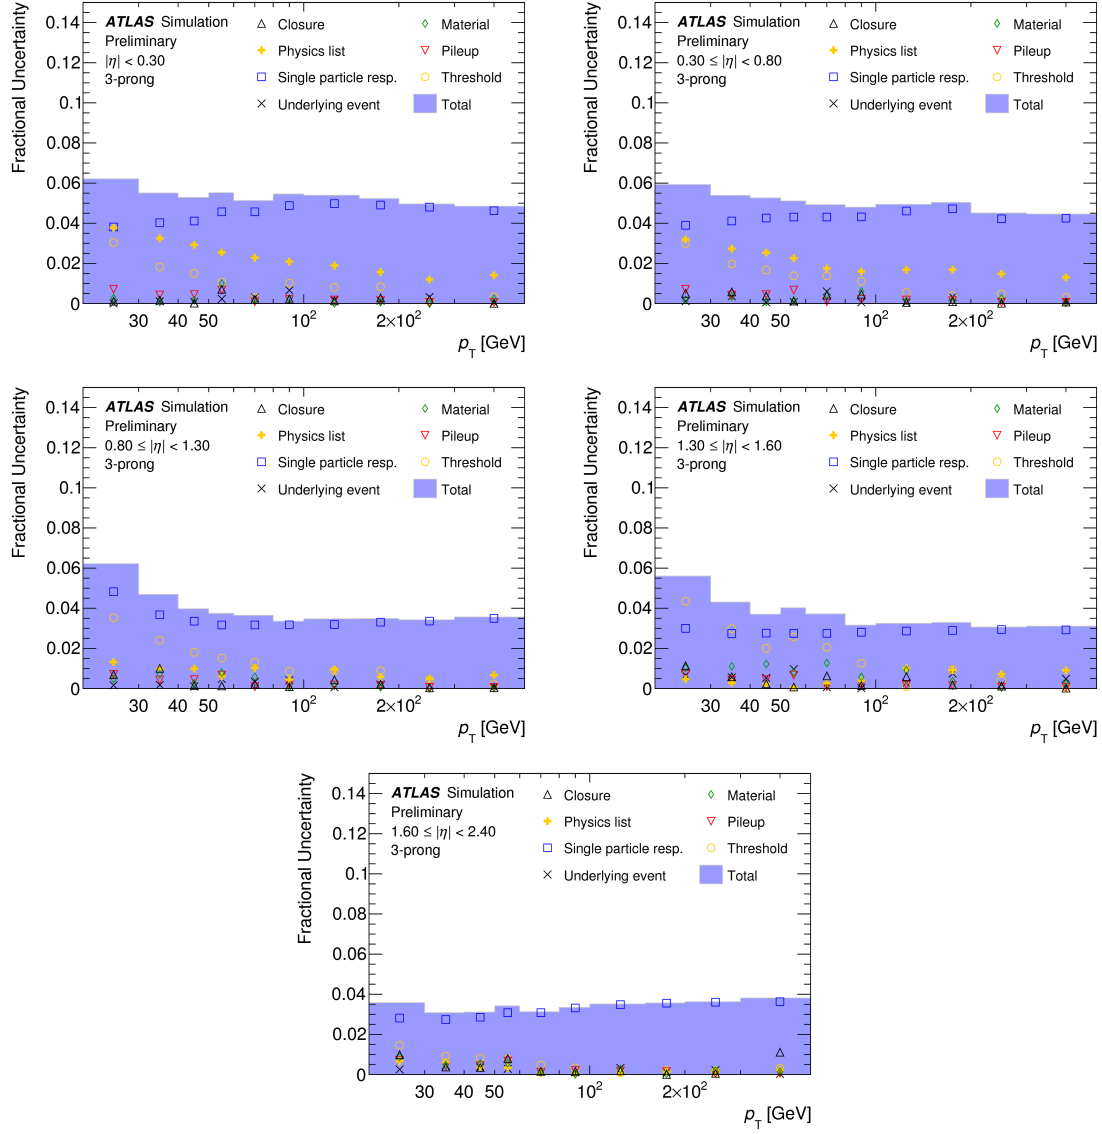 ATLAS Simulation
Preliminary
|η| < 0.30
3-prong
Closure
Physics list
Single particle resp.
Underlying event
Material
Pileup
Threshold
Total
Fractional Uncertainty
0.14
0.12
0.1
0.08
0.06
0.04
0.02
0
30 40 50 10² 2×10²
p_T [GeV]
ATLAS Simulation
Preliminary
0.30 ≤ |η| < 0.80
3-prong
Closure
Physics list
Single particle resp.
Underlying event
Material
Pileup
Threshold
Total
Fractional Uncertainty
0.14
0.12
0.1
0.08
0.06
0.04
0.02
0
30 40 50 10² 2×10²
p_T [GeV]
ATLAS Simulation
Preliminary
0.80 ≤ |η| < 1.30
3-prong
Closure
Physics list
Single particle resp.
Underlying event
Material
Pileup
Threshold
Total
Fractional Uncertainty
0.14
0.12
0.1
0.08
0.06
0.04
0.02
0
30 40 50 10² 2×10²
p_T [GeV]
ATLAS Simulation
Preliminary
1.30 ≤ |η| < 1.60
3-prong
Closure
Physics list
Single particle resp.
Underlying event
Material
Pileup
Threshold
Total
Fractional Uncertainty
0.14
0.12
0.1
0.08
0.06
0.04
0.02
0
30 40 50 10² 2×10²
p_T [GeV]
ATLAS Simulation
Preliminary
1.60 ≤ |η| < 2.40
3-prong
Closure
Physics list
Single particle resp.
Underlying event
Material
Pileup
Threshold
Total
Fractional Uncertainty
0.14
0.12
0.1
0.08
0.06
0.04
0.02
0
30 40 50 10² 2×10²
p_T [GeV]